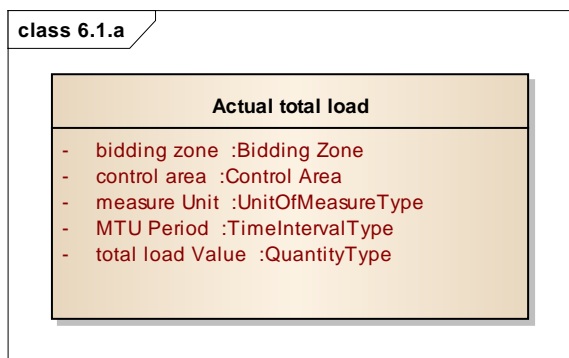 class 6.1.a
Actual total load
- bidding zone :Bidding Zone
- control area :Control Area
- measure Unit :UnitOfMeasureType
- MTU Period :TimeIntervalType
- total load Value :QuantityType